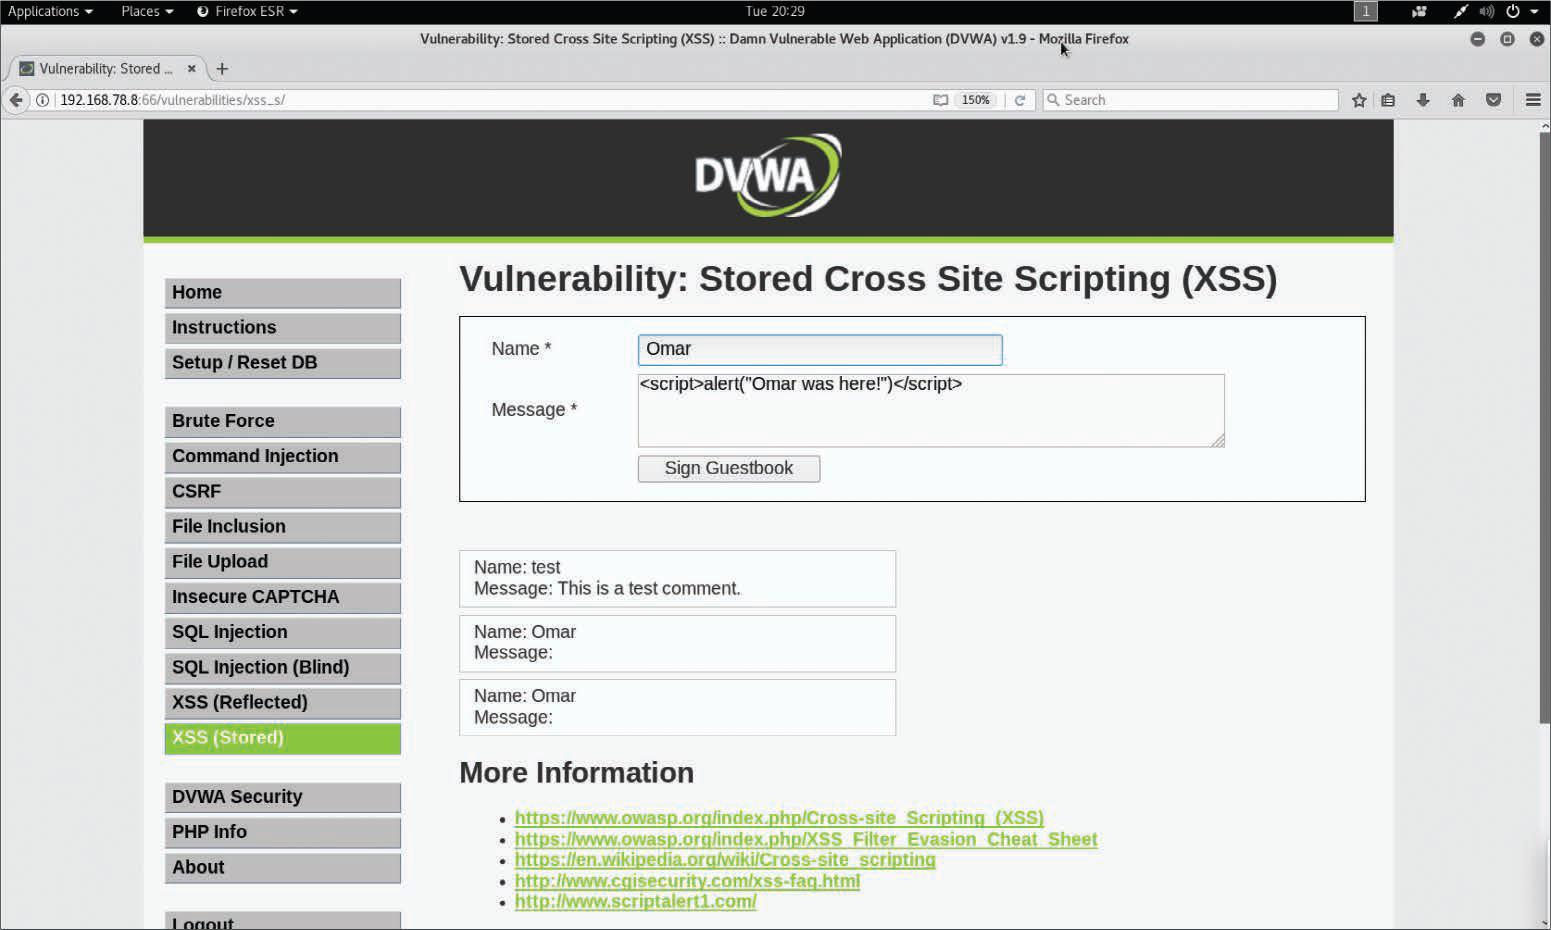 Applications Places Firefox ESR Tue 20:29 1
Vulnerability: Stored Cross Site Scripting (XSS) :: Damn Vulnerable Web Application (DVWA) v1.9 - Mozilla Firefox
Vulnerability: Stored ...
192.168.78.8:66/vulnerabilities/xss_s/ 150% Search
DVWA
Home
Instructions
Setup / Reset DB
Brute Force
Command Injection
CSRF
File Inclusion
File Upload
Insecure CAPTCHA
SQL Injection
SQL Injection (Blind)
XSS (Reflected)
XSS (Stored)
DVWA Security
PHP Info
About
Logout
Vulnerability: Stored Cross Site Scripting (XSS)
Name * Omar
Message * <script>alert("Omar was here!")</script>
Sign Guestbook
Name: test
Message: This is a test comment.
Name: Omar
Message:
Name: Omar
Message:
More Information
https://www.owasp.org/index.php/Cross-site_Scripting_(XSS)
https://www.owasp.org/index.php/XSS_Filter_Evasion_Cheat_Sheet
https://en.wikipedia.org/wiki/Cross-site_scripting
http://www.cgisecurity.com/xss-faq.html
http://www.scriptalert1.com/